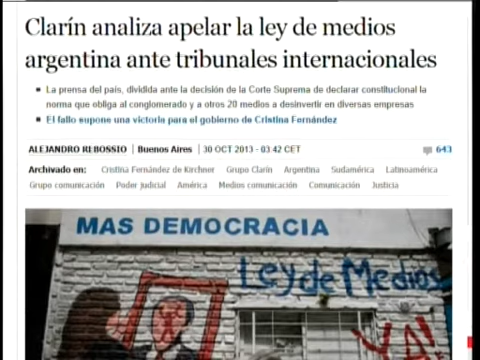 Clarín analiza apelar la ley de medios
argentina ante tribunales internacionales
La prensa del país, dividida ante la decisión de la Corte Suprema de declarar constitucional la
norma que obliga al conglomerado y a otros 20 medios a desinvertir en diversas empresas
El fallo supone una victoria para el gobierno de Cristina Fernández
ALEJANDRO REBOSSIO | Buenos Aires | 30 OCT 2013 - 03:42 CET 643
Archivado en: Cristina Fernández de Kirchner Grupo Clarín Argentina Sudamérica Latinoamérica
Grupo comunicación Poder judicial América Medios comunicación Comunicación Justicia
MAS DEMOCRACIA
Ley de Medios
YA!